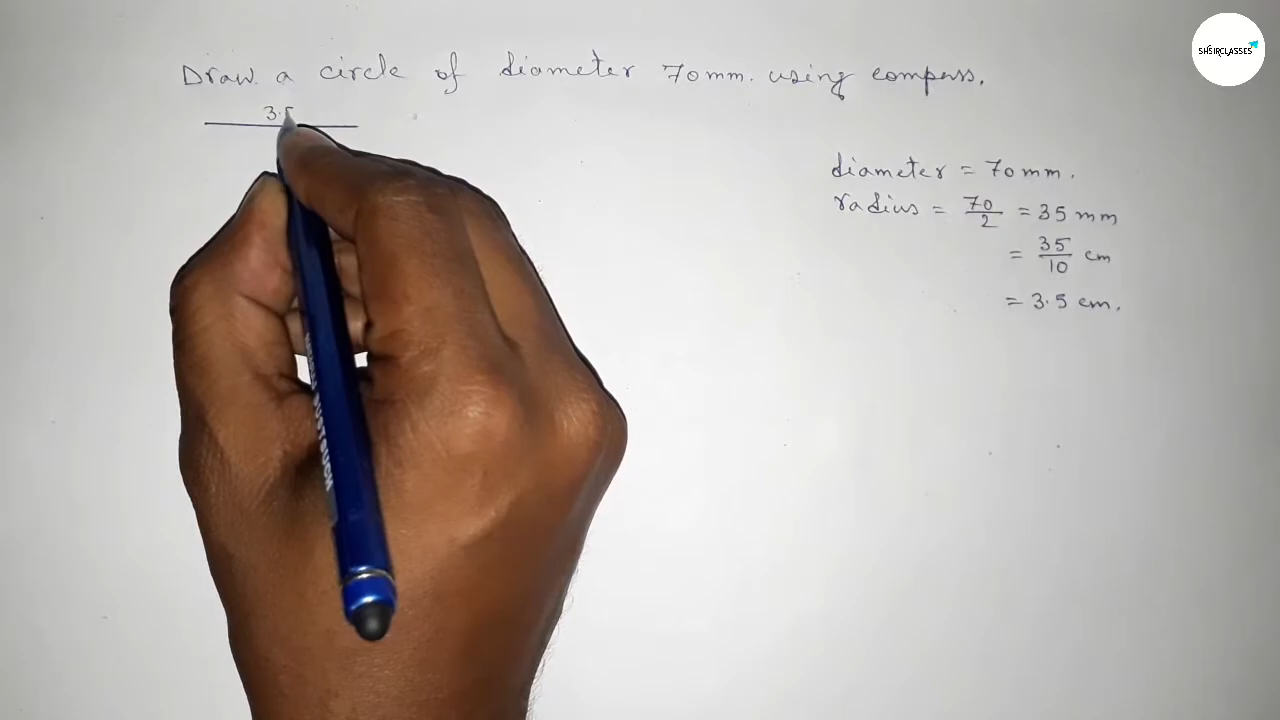 Draw a circle of diameter 70mm. using compass.
3.5
diameter = 70mm.
radius = 70/2 = 35 mm
= 35/10 cm
= 3.5 cm.
SHSIRCLASSES